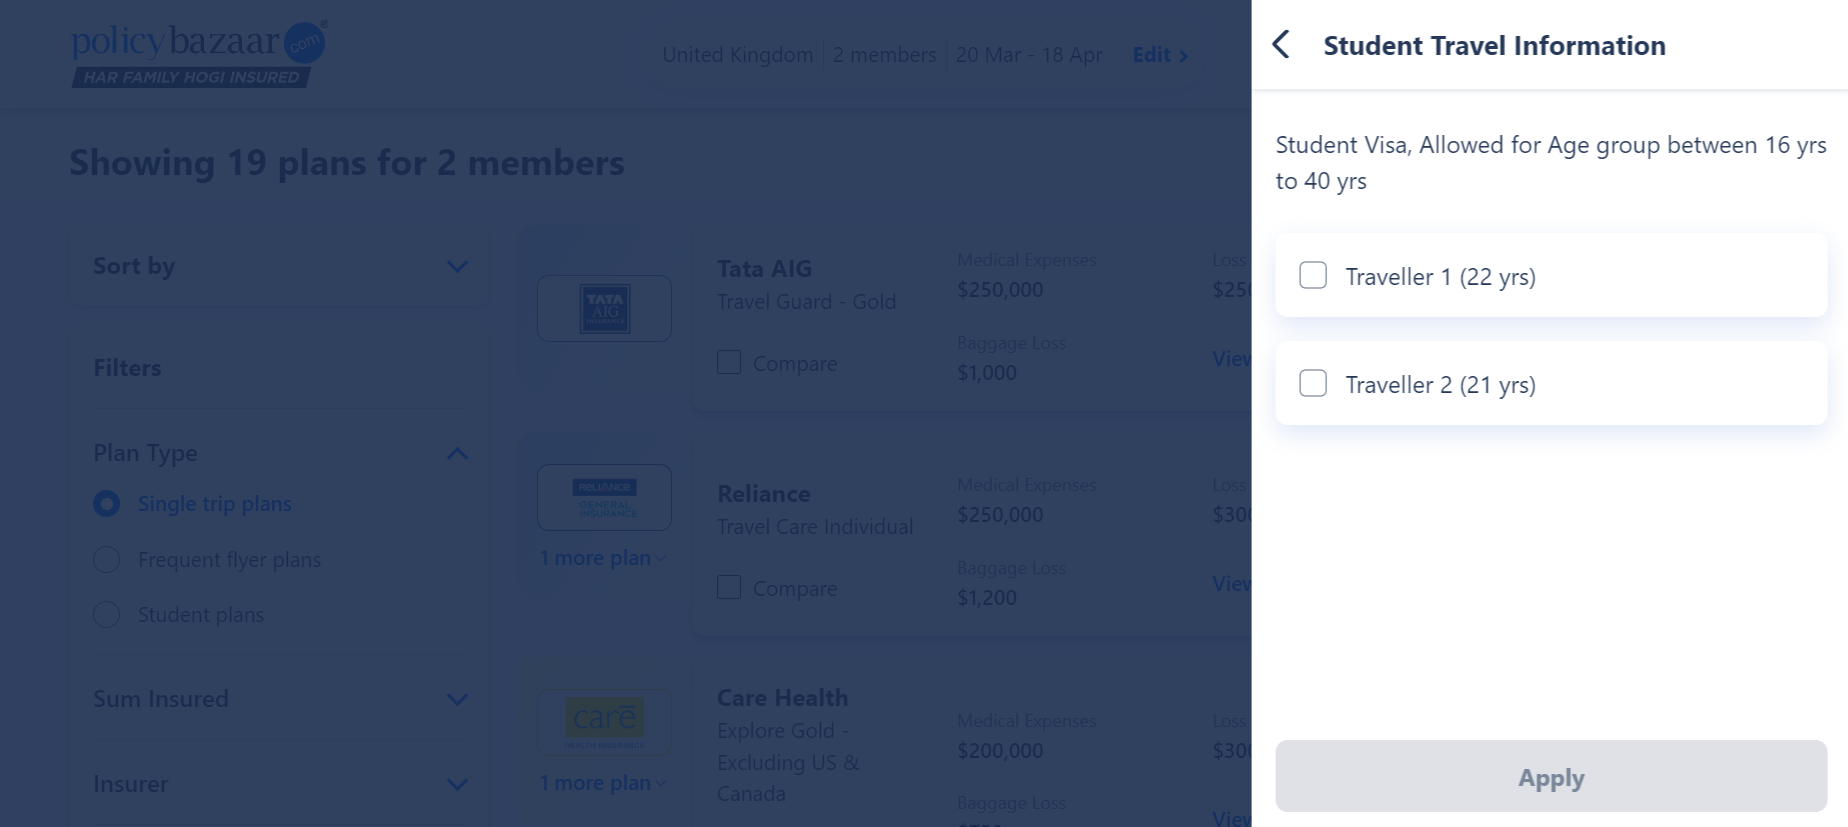 policybazaar.com®
HAR FAMILY HOGI INSURED
United Kingdom 2 members 20 Mar - 18 Apr Edit >
Showing 19 plans for 2 members
Sort by
Filters
Plan Type
Single trip plans
Frequent flyer plans
Student plans
Sum Insured
Insurer
TATA
AIG
INSURANCE
Tata AIG
Travel Guard - Gold
Compare
Medical Expenses
$250,000
Baggage Loss
$1,000
Loss
View
RELIANCE
GENERAL
INSURANCE
1 more plan
Reliance
Travel Care Individual
Compare
Medical Expenses
$250,000
Baggage Loss
$1,200
Loss
View
care
HEALTH INSURANCE
1 more plan
Care Health
Explore Gold -
Excluding US &
Canada
Medical Expenses
$200,000
Baggage Loss
Loss
View
Student Travel Information
Student Visa, Allowed for Age group between 16 yrs
to 40 yrs
Traveller 1 (22 yrs)
Traveller 2 (21 yrs)
Apply